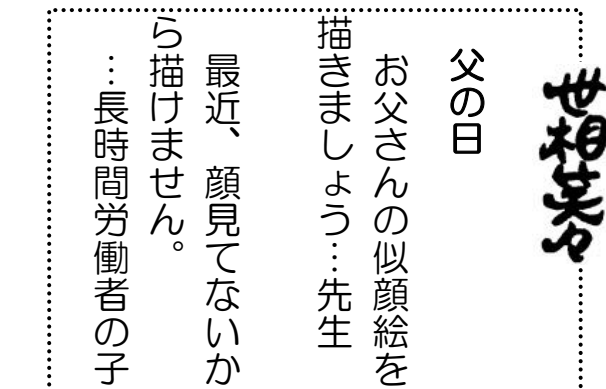 世相笑々
父の日
お父さんの似顔絵を
描きましょう…先生
最近、顔見てないか
ら描けません。
…長時間労働者の子